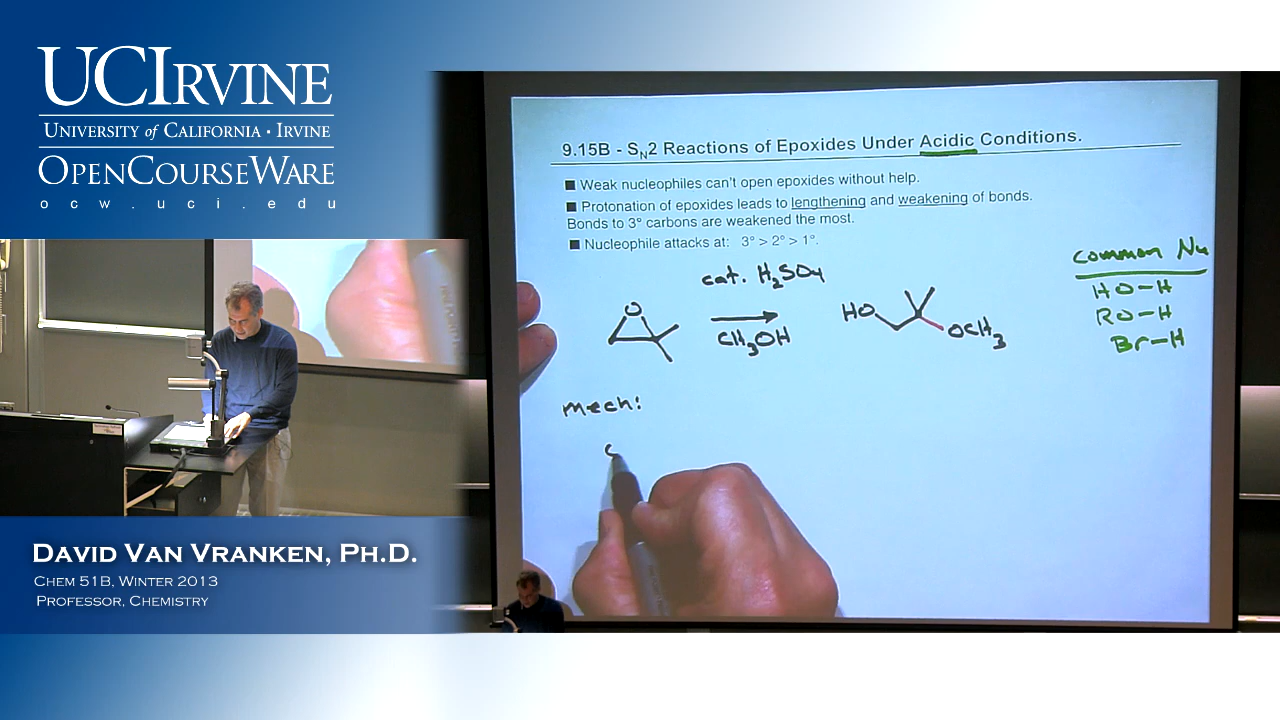 UCIRVINE
UNIVERSITY of CALIFORNIA · IRVINE
OPENCOURSEWARE
ocw.uci.edu
DAVID VAN VRANKEN, PH.D.
CHEM 51B, WINTER 2013
PROFESSOR, CHEMISTRY
9.15B - SN2 Reactions of Epoxides Under Acidic Conditions.
■ Weak nucleophiles can't open epoxides without help.
■ Protonation of epoxides leads to lengthening and weakening of bonds.
Bonds to 3° carbons are weakened the most.
■ Nucleophile attacks at: 3° > 2° > 1°.
cat. H2SO4
O
CH3OH
HO
OCH3
common Nu
HO-H
RO-H
Br-H
mech: